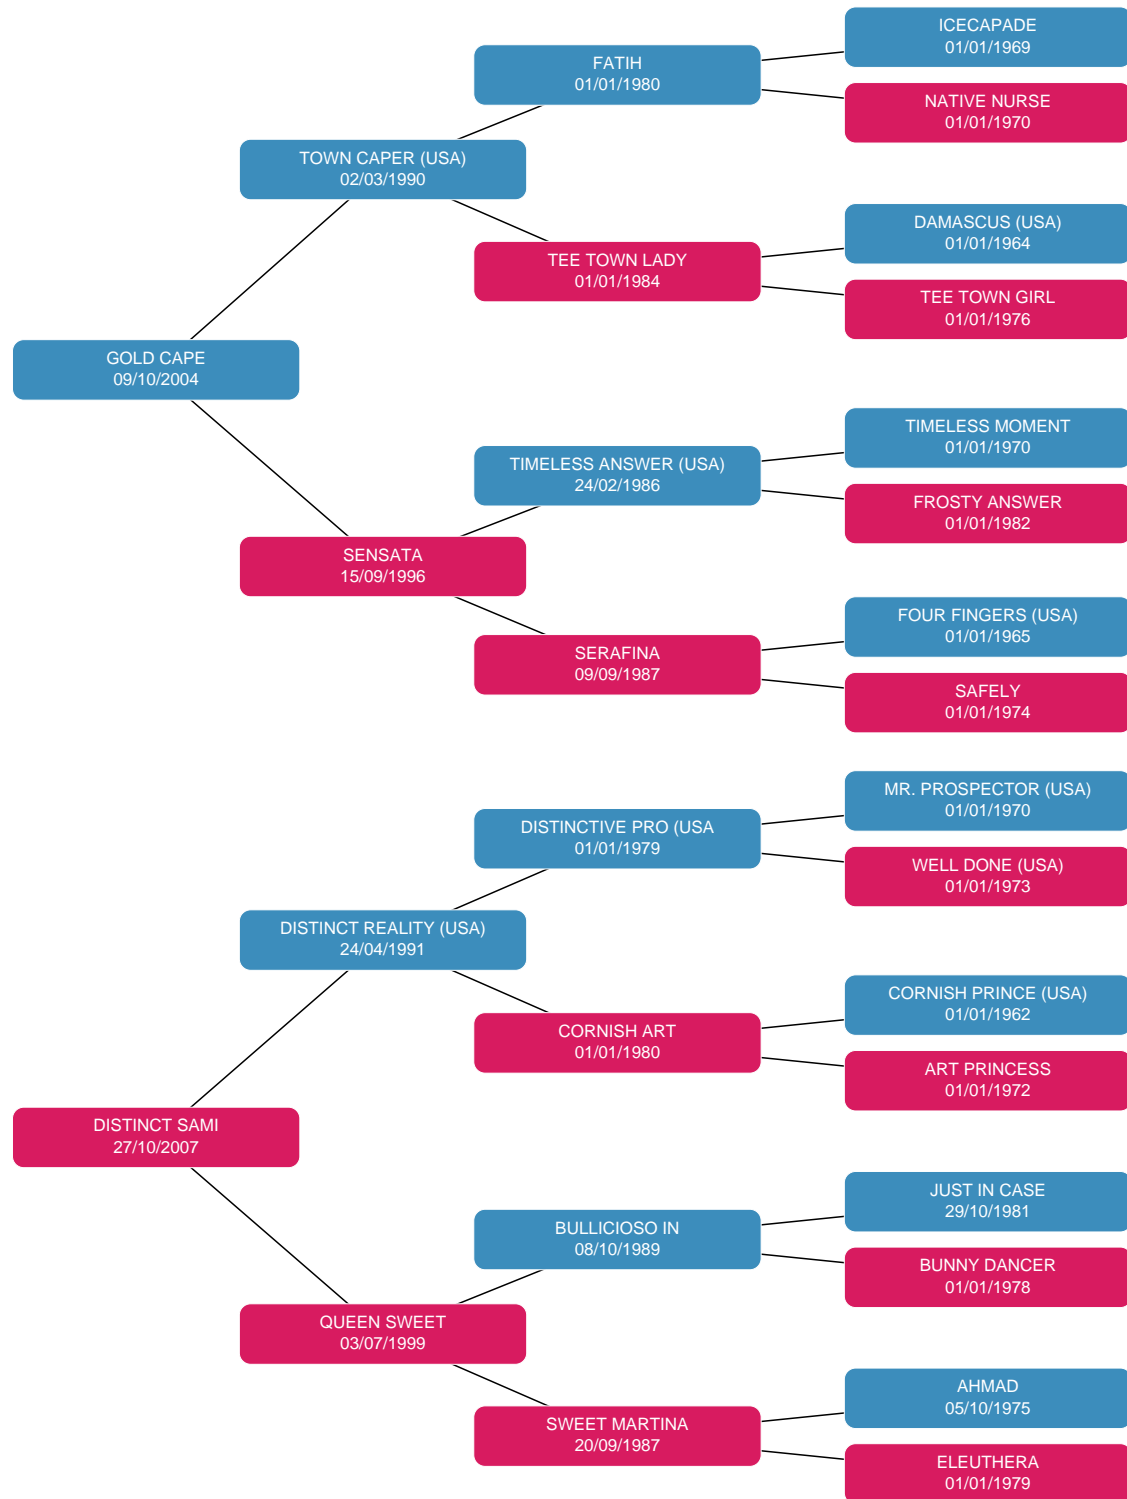 ICECAPADE
01/01/1969
FATIH
01/01/1980
NATIVE NURSE
01/01/1970
TOWN CAPER (USA)
02/03/1990
DAMASCUS (USA)
01/01/1964
TEE TOWN LADY
01/01/1984
TEE TOWN GIRL
01/01/1976
GOLD CAPE
09/10/2004
TIMELESS MOMENT
01/01/1970
TIMELESS ANSWER (USA)
24/02/1986
FROSTY ANSWER
01/01/1982
SENSATA
15/09/1996
FOUR FINGERS (USA)
01/01/1965
SERAFINA
09/09/1987
SAFELY
01/01/1974
MR. PROSPECTOR (USA)
01/01/1970
DISTINCTIVE PRO (USA
01/01/1979
WELL DONE (USA)
01/01/1973
DISTINCT REALITY (USA)
24/04/1991
CORNISH PRINCE (USA)
01/01/1962
CORNISH ART
01/01/1980
ART PRINCESS
01/01/1972
DISTINCT SAMI
27/10/2007
JUST IN CASE
29/10/1981
BULLICIOSO IN
08/10/1989
BUNNY DANCER
01/01/1978
QUEEN SWEET
03/07/1999
AHMAD
05/10/1975
SWEET MARTINA
20/09/1987
ELEUTHERA
01/01/1979